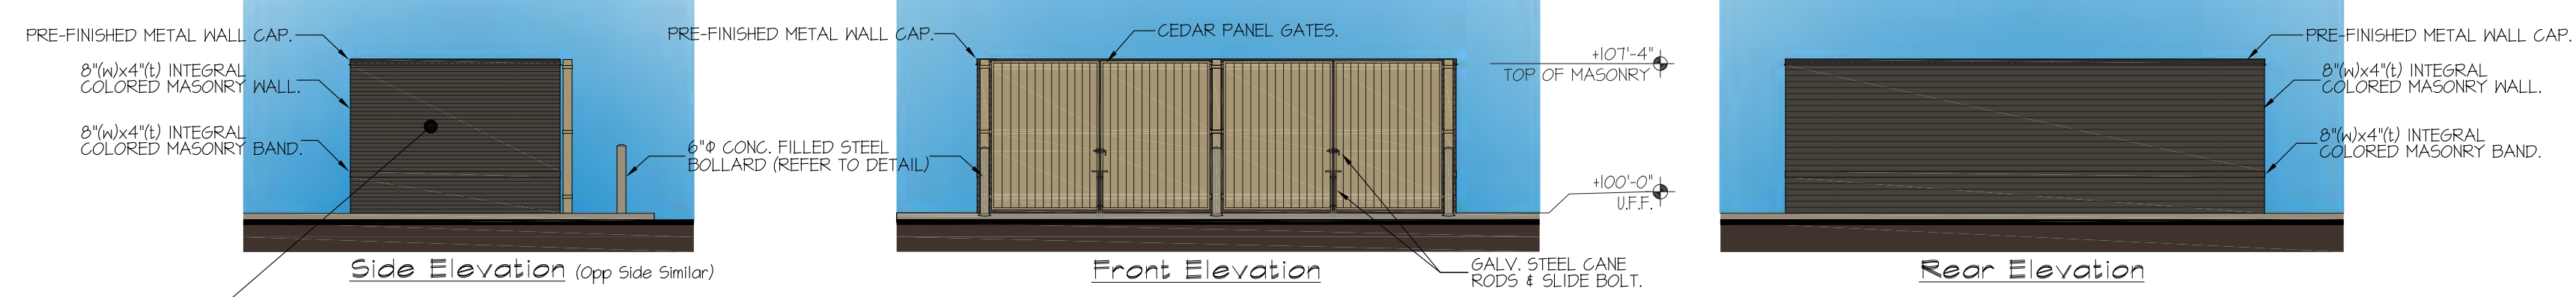 PRE-FINISHED METAL WALL CAP.
8"(w)x4"(t) INTEGRAL
COLORED MASONRY WALL.
8"(w)x4"(t) INTEGRAL
COLORED MASONRY BAND.
6"Φ CONC. FILLED STEEL
BOLLARD (REFER TO DETAIL)
Side Elevation (Opp Side Similar)
PRE-FINISHED METAL WALL CAP.
CEDAR PANEL GATES.
+107'-4"
TOP OF MASONRY
+100'-0"
U.F.F.
GALV. STEEL CANE
RODS & SLIDE BOLT.
Front Elevation
PRE-FINISHED METAL WALL CAP.
8"(w)x4"(t) INTEGRAL
COLORED MASONRY WALL.
8"(w)x4"(t) INTEGRAL
COLORED MASONRY BAND.
Rear Elevation